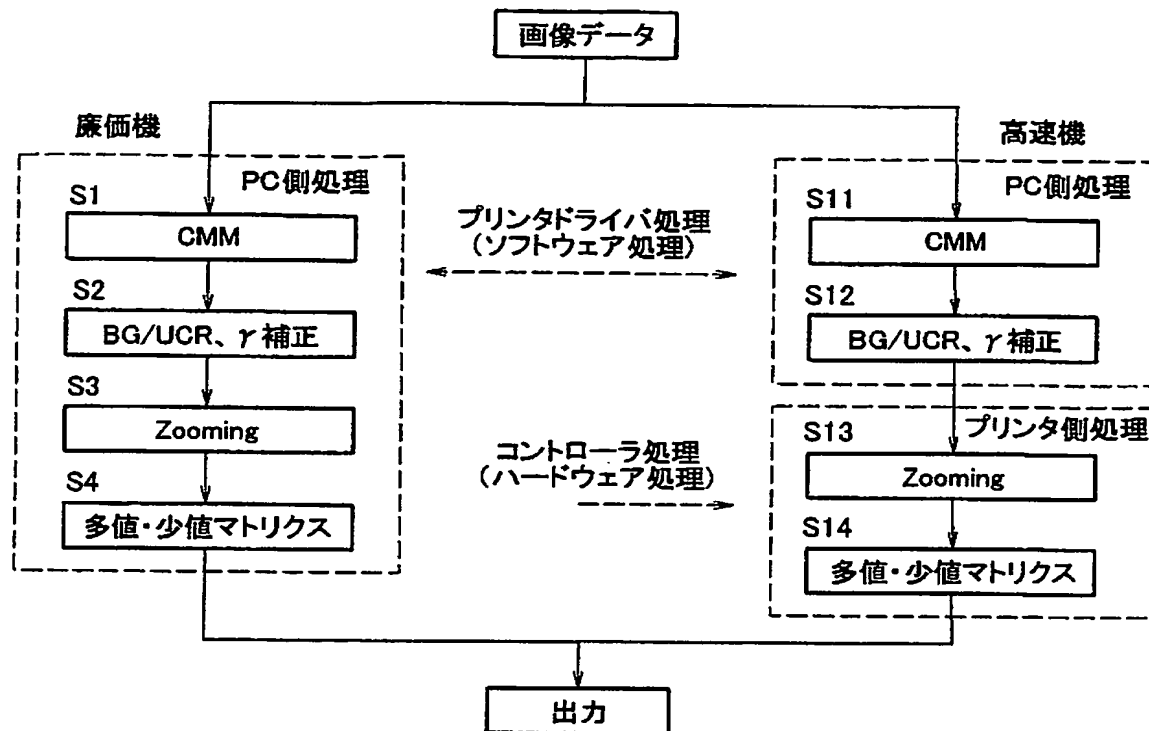 画像データ
廉価機
PC側処理
S1
CMM
S2
BG/UCR、γ補正
S3
Zooming
S4
多値・少値マトリクス
プリンタドライバ処理
(ソフトウェア処理)
コントローラ処理
(ハードウェア処理)
高速機
PC側処理
S11
CMM
S12
BG/UCR、γ補正
プリンタ側処理
S13
Zooming
S14
多値・少値マトリクス
出力